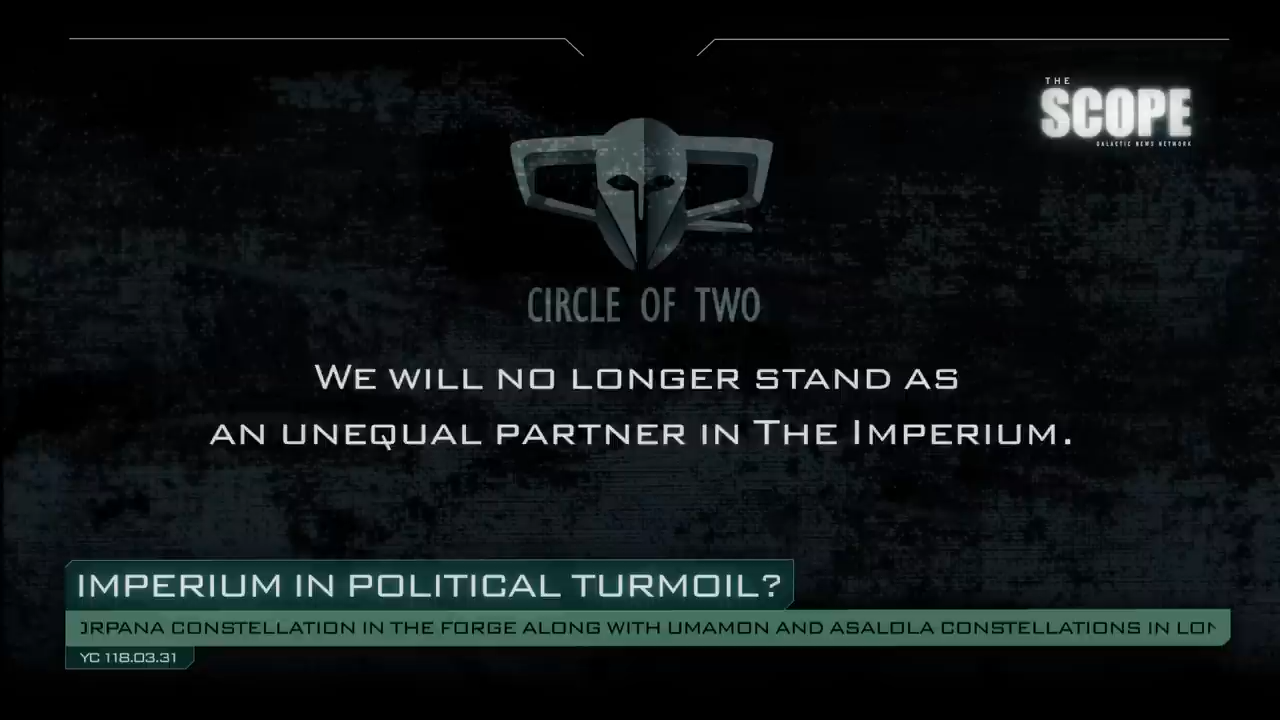 THE
SCOPE
GALACTIC NEWS NETWORK
CIRCLE OF TWO
WE WILL NO LONGER STAND AS
AN UNEQUAL PARTNER IN THE IMPERIUM.
IMPERIUM IN POLITICAL TURMOIL?
CONSTELLATION IN THE FORGE ALONG WITH UMAMON AND ASALOLA CONSTELLATIONS IN
YC 118.03.31